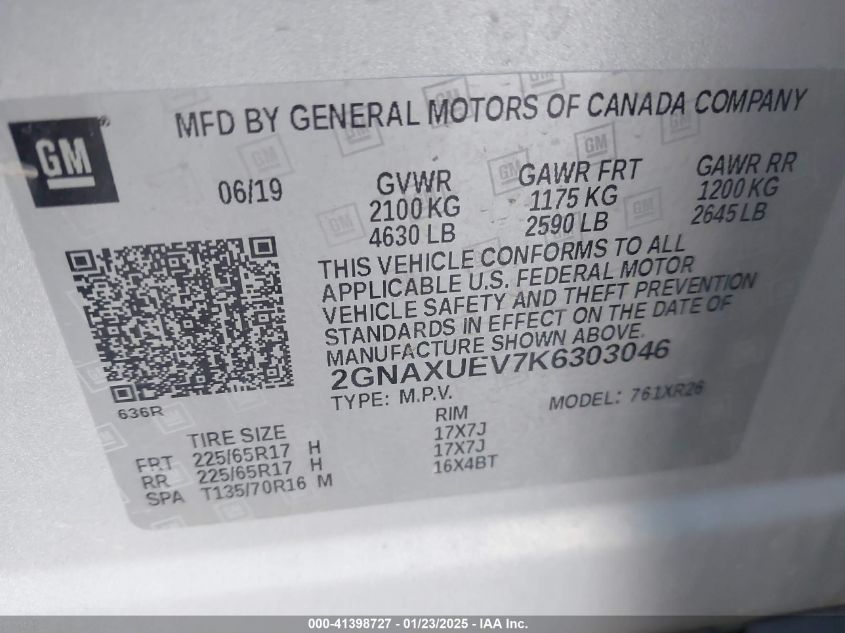 MFD BY GENERAL MOTORS OF CANADA COMPANY
GM®
06/19 GVWR GAWR FRT GAWR RR
2100 KG 1175 KG 1200 KG
4630 LB 2590 LB 2645 LB
THIS VEHICLE CONFORMS TO ALL
APPLICABLE U.S. FEDERAL MOTOR
VEHICLE SAFETY AND THEFT PREVENTION
STANDARDS IN EFFECT ON THE DATE OF
MANUFACTURE SHOWN ABOVE.
2GNAXUEV7K6303046
TYPE: M.P.V. MODEL: 761XR26
636R
TIRE SIZE RIM
FRT 225/65R17 H 17X7J
RR 225/65R17 H 17X7J
SPA T135/70R16 M 16X4BT
000-41398727 - 01/23/2025 - IAA Inc.